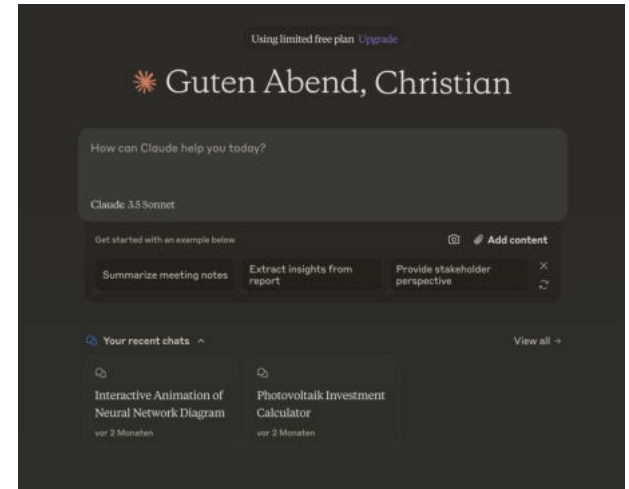 Using limited free plan Upgrade
Guten Abend, Christian
How can Claude help you today?
Claude 3.5 Sonnet
Get started with an example below
Add content
Summarize meeting notes
Extract insights from
report
Provide stakeholder
perspective
Your recent chats
View all →
Interactive Animation of
Neural Network Diagram
vor 2 Monaten
Photovoltaik Investment
Calculator
vor 2 Monaten